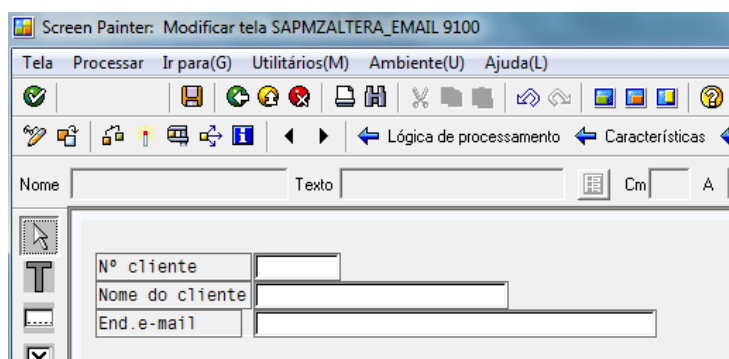 Screen Painter: Modificar tela SAPMZALTERA_EMAIL 9100
Tela Processar Ir para(G) Utilitários(M) Ambiente(U) Ajuda(L)
Lógica de processamento Características
Nome Texto Cm A
Nº cliente
Nome do cliente
End.e-mail